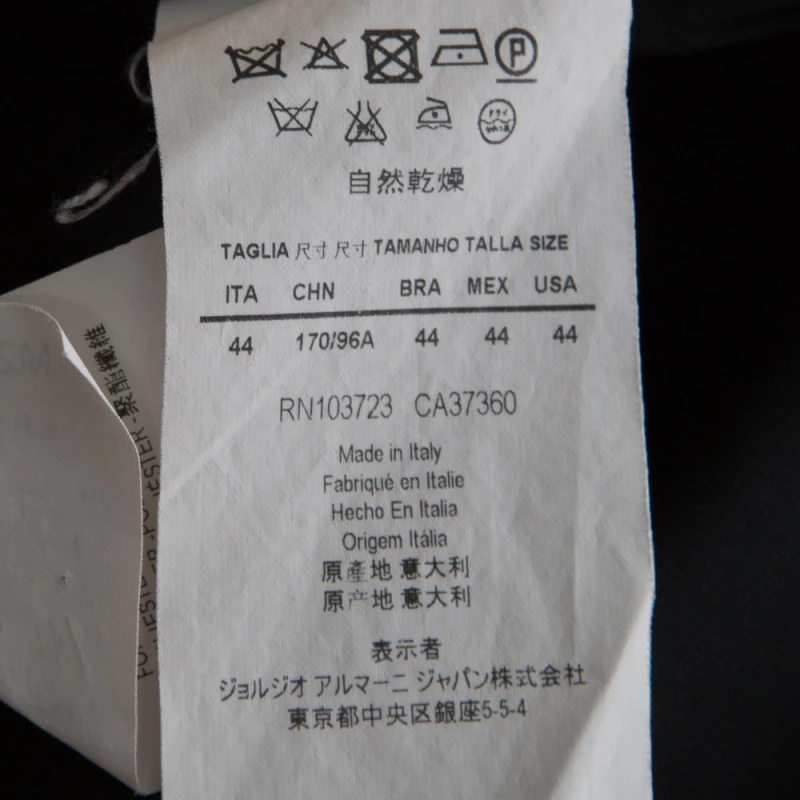 P
ドライ
自然乾燥
TAGLIA 尺寸 尺寸 TAMANHO TALLA SIZE
ITA CHN BRA MEX USA
44 170/96A 44 44 44
RN103723 CA37360
Made in Italy
Fabriqué en Italie
Hecho En Italia
Origem Itália
原產地 意大利
原产地 意大利
表示者
ジョルジオ アルマーニ ジャパン株式会社
東京都中央区銀座5-5-4